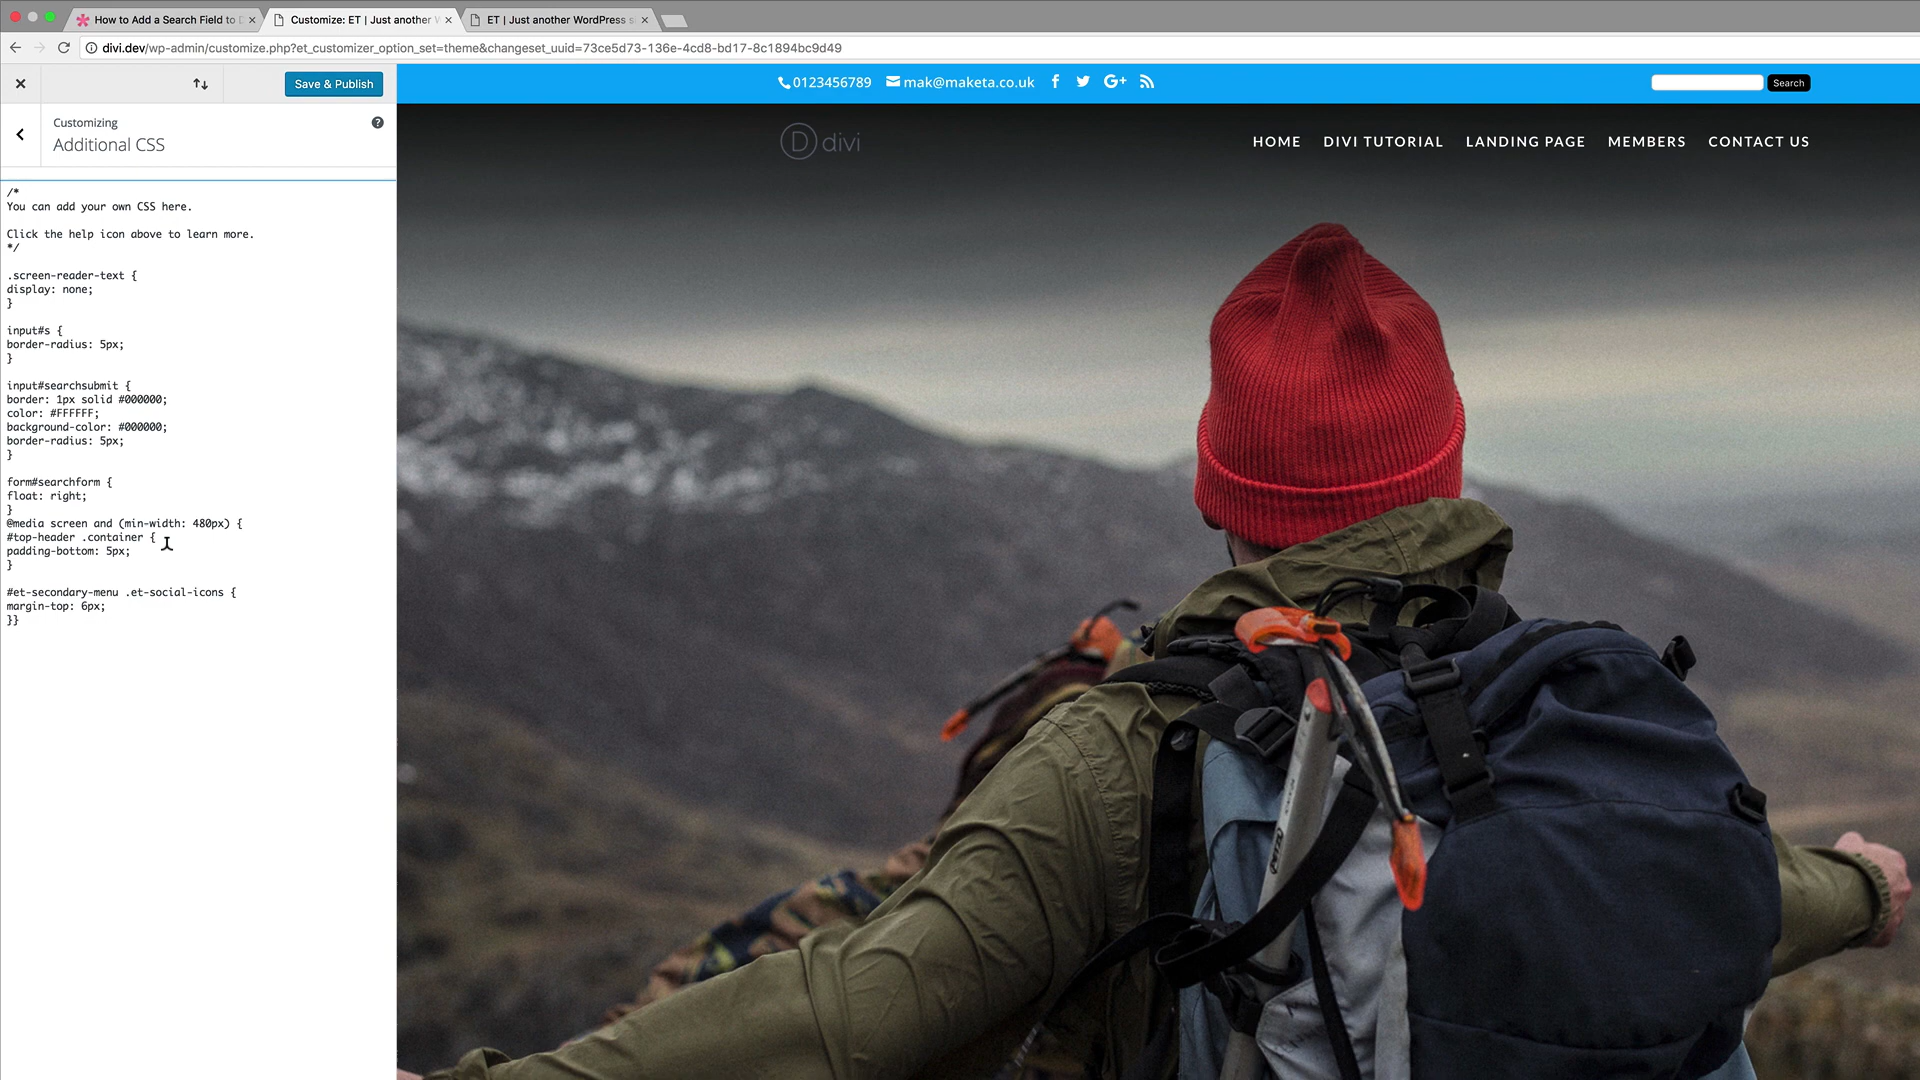 How to Add a Search Field to D
Customize: ET | Just another W
ET | Just another WordPress s
divi.dev/wp-admin/customize.php?et_customizer_option_set=theme&changeset_uuid=73ce5d73-136e-4cd8-bd17-8c1894bc9d49
Save & Publish
0123456789 mak@maketa.co.uk
Search
Customizing
Additional CSS
D divi
HOME DIVI TUTORIAL LANDING PAGE MEMBERS CONTACT US
/*
You can add your own CSS here.
Click the help icon above to learn more.
*/
.screen-reader-text {
display: none;
}
input#s {
border-radius: 5px;
}
input#searchsubmit {
border: 1px solid #000000;
color: #FFFFFF;
background-color: #000000;
border-radius: 5px;
}
form#searchform {
float: right;
}
@media screen and (min-width: 480px) {
#top-header .container {
padding-bottom: 5px;
}
#et-secondary-menu .et-social-icons {
margin-top: 6px;
}}